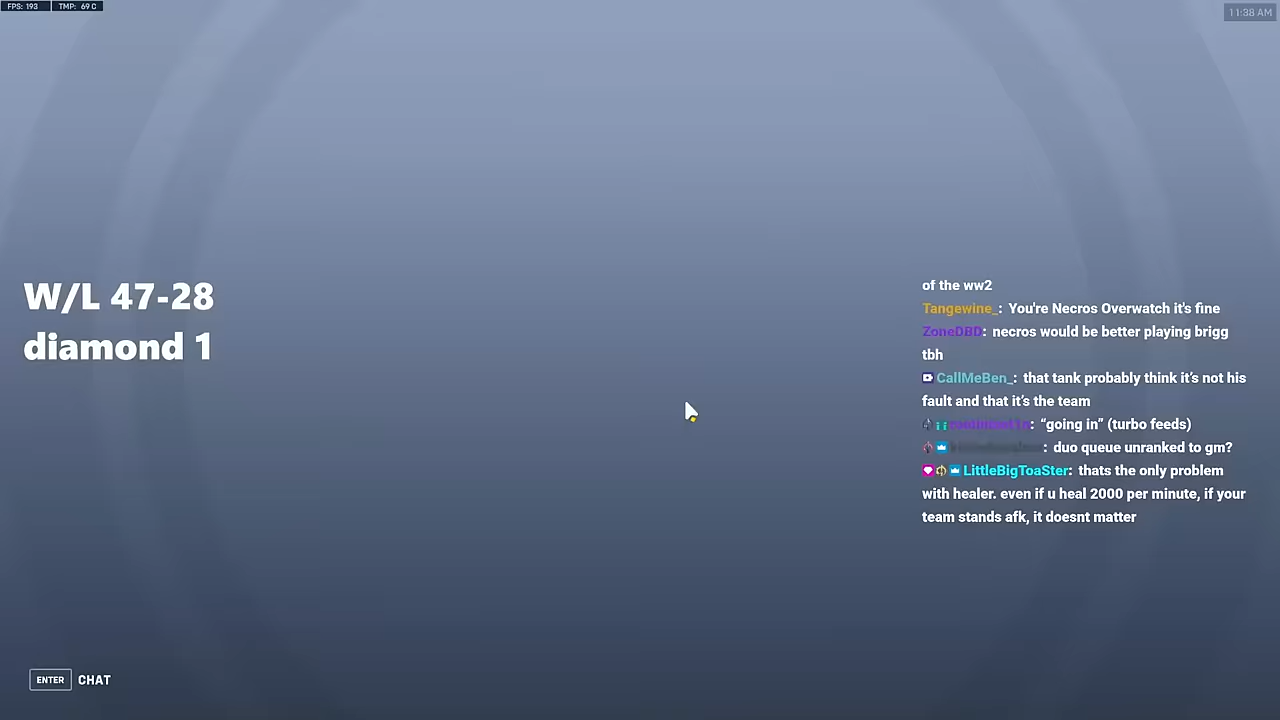 FPS: 193 TMP: 69 C
11:38 AM
W/L 47-28
diamond 1
of the ww2
Tangewine_: You're Necros Overwatch it's fine
ZoneDBD: necros would be better playing brigg
tbh
CallMeBen_: that tank probably think it’s not his
fault and that it’s the team
: “going in” (turbo feeds)
: duo queue unranked to gm?
LittleBigToaSter: thats the only problem
with healer. even if u heal 2000 per minute, if your
team stands afk, it doesnt matter
ENTER CHAT